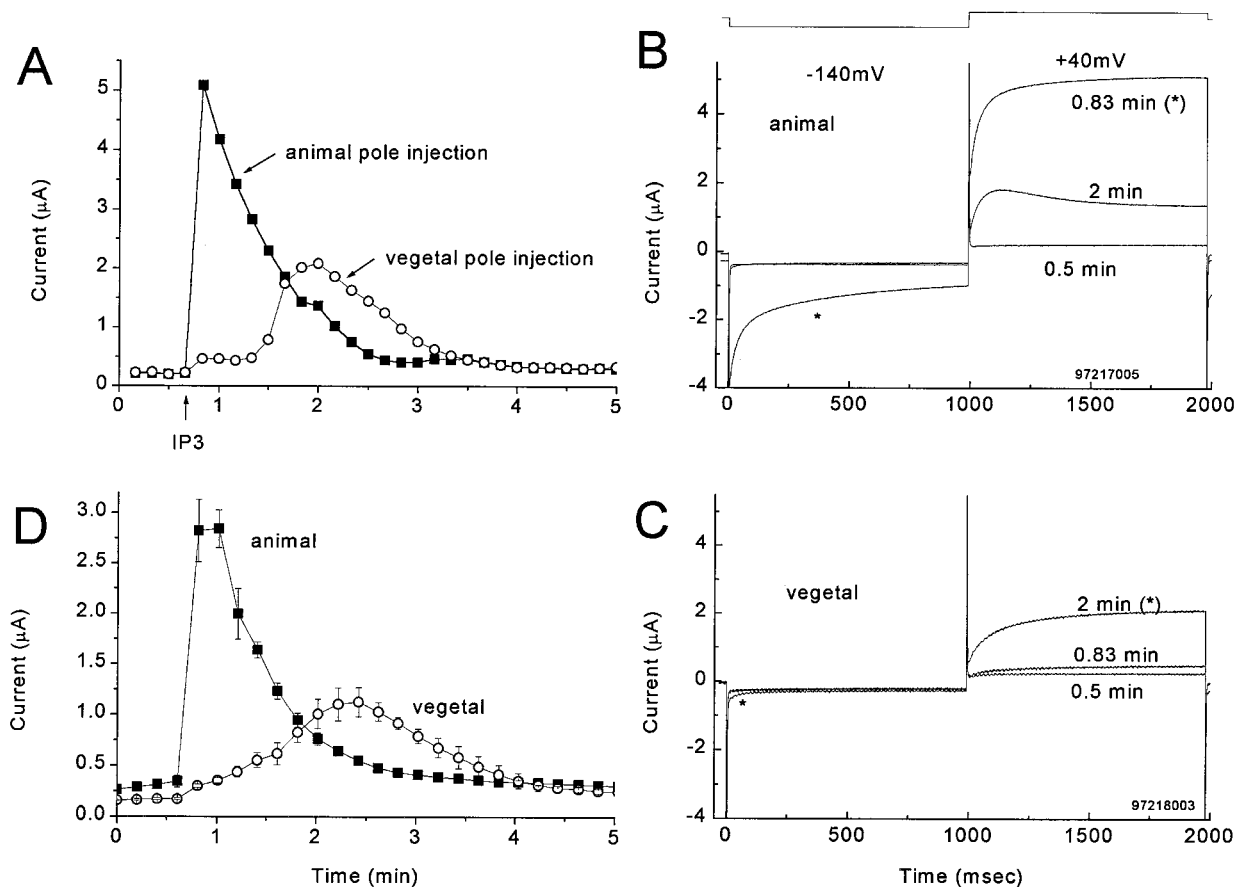 A
Current (μA)
5
4
3
2
1
0
animal pole injection
vegetal pole injection
0 1 2 3 4 5
IP3
B
Current (μA)
4
2
0
-2
-4
-140mV
+40mV
animal
0.83 min (*)
2 min
0.5 min
*
97217005
0 500 1000 1500 2000
D
Current (μA)
3.0
2.5
2.0
1.5
1.0
0.5
0.0
animal
vegetal
0 1 2 3 4 5
Time (min)
C
Current (μA)
4
2
0
-2
-4
vegetal
2 min (*)
0.83 min
0.5 min
*
97218003
0 500 1000 1500 2000
Time (msec)